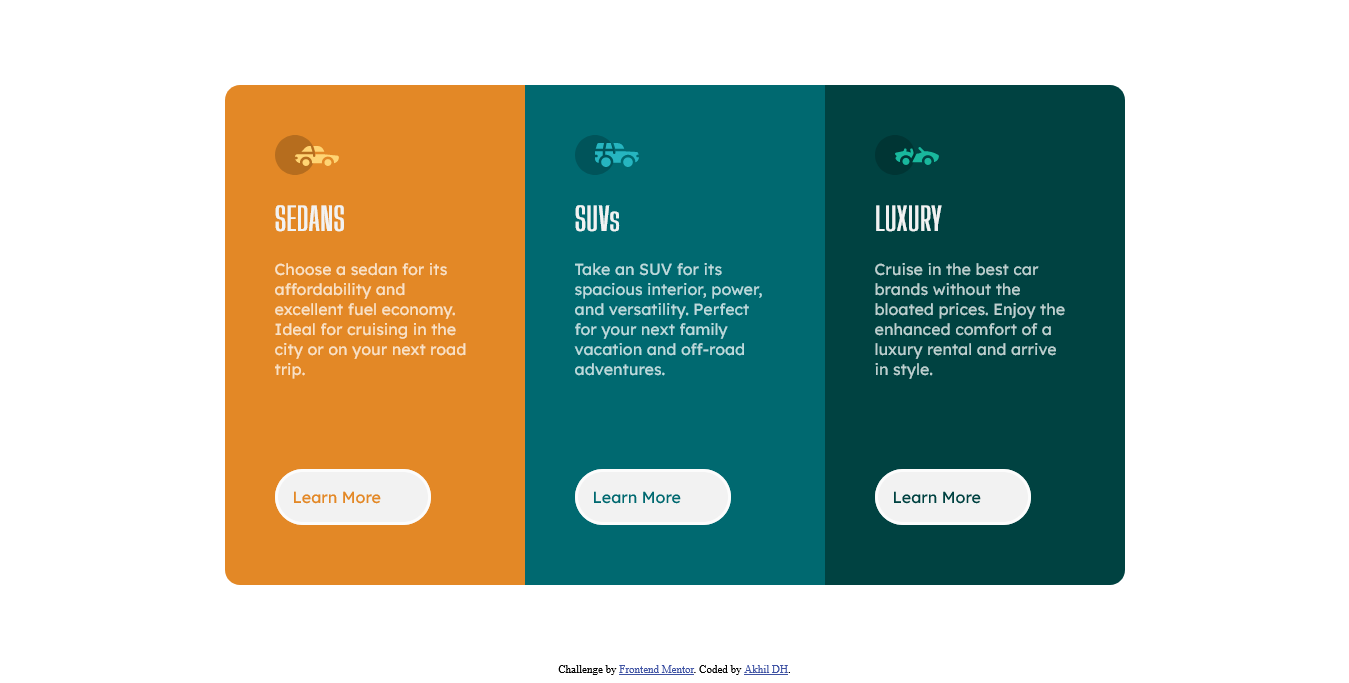 SEDANS
Choose a sedan for its
affordability and
excellent fuel economy.
Ideal for cruising in the
city or on your next road
trip.
Learn More
SUVs
Take an SUV for its
spacious interior, power,
and versatility. Perfect
for your next family
vacation and off-road
adventures.
Learn More
LUXURY
Cruise in the best car
brands without the
bloated prices. Enjoy the
enhanced comfort of a
luxury rental and arrive
in style.
Learn More
Challenge by Frontend Mentor. Coded by Akhil DH.